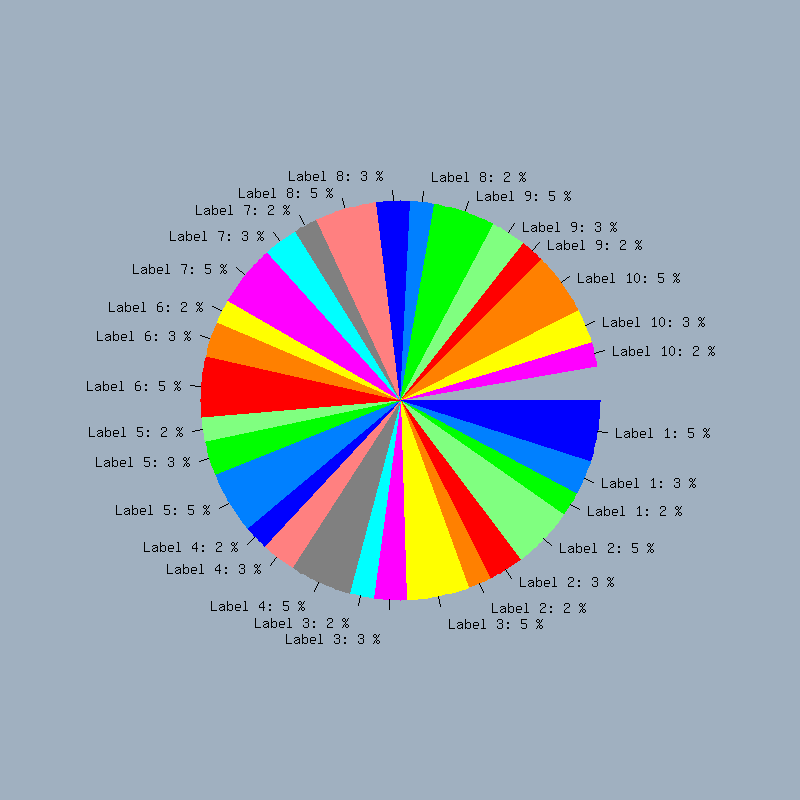 Label 8: 3 %
Label 8: 2 %
Label 8: 5 %
Label 9: 5 %
Label 7: 2 %
Label 9: 3 %
Label 7: 3 %
Label 9: 2 %
Label 7: 5 %
Label 10: 5 %
Label 6: 2 %
Label 10: 3 %
Label 6: 3 %
Label 10: 2 %
Label 6: 5 %
Label 5: 2 %
Label 1: 5 %
Label 5: 3 %
Label 1: 3 %
Label 5: 5 %
Label 1: 2 %
Label 4: 2 %
Label 2: 5 %
Label 4: 3 %
Label 2: 3 %
Label 4: 5 %
Label 2: 2 %
Label 3: 2 %
Label 3: 5 %
Label 3: 3 %